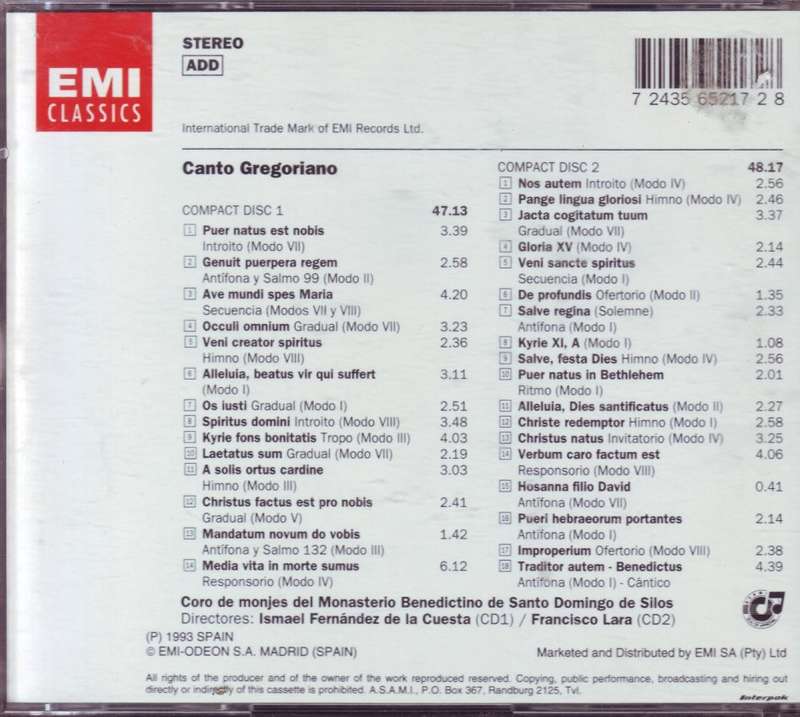 EMI
CLASSICS
STEREO
ADD
7 24356 52172 8
International Trade Mark of EMI Records Ltd.
Canto Gregoriano
COMPACT DISC 1 47.13
1 Puer natus est nobis 3.39
Introito (Modo VII)
2 Genuit puerpera regem 2.58
Antífona y Salmo 99 (Modo II)
3 Ave mundi spes Maria 4.20
Secuencia (Modos VII y VIII)
4 Occuli omnium Gradual (Modo VII) 3.23
5 Veni creator spiritus 2.36
Himno (Modo VIII)
6 Alleluia, beatus vir qui suffert 3.11
(Modo I)
7 Os iusti Gradual (Modo I) 2.51
8 Spiritus domini Introito (Modo VIII) 3.48
9 Kyrie fons bonitatis Tropo (Modo III) 4.03
10 Laetatus sum Gradual (Modo VII) 2.19
11 A solis ortus cardine 3.03
Himno (Modo III)
12 Christus factus est pro nobis 2.41
Gradual (Modo V)
13 Mandatum novum do vobis 1.42
Antífona y Salmo 132 (Modo III)
14 Media vita in morte sumus 6.12
Responsorio (Modo IV)
COMPACT DISC 2 48.17
1 Nos autem Introito (Modo IV) 2.56
2 Pange lingua gloriosi Himno (Modo IV) 2.46
3 Jacta cogitatum tuum 3.37
Gradual (Modo VII)
4 Gloria XV (Modo IV) 2.14
5 Veni sancte spiritus 2.44
Secuencia (Modo I)
6 De profundis Ofertorio (Modo II) 1.35
7 Salve regina (Solemne) 2.33
Antífona (Modo I)
8 Kyrie XI, A (Modo I) 1.08
9 Salve, festa Dies Himno (Modo IV) 2.56
10 Puer natus in Bethlehem 2.01
Ritmo (Modo I)
11 Alleluia, Dies santificatus (Modo II) 2.27
12 Christe redemptor Himno (Modo I) 2.58
13 Christus natus Invitatorio (Modo IV) 3.25
14 Verbum caro factum est 4.06
Responsorio (Modo VIII)
15 Hosanna filio David 0.41
Antífona (Modo VII)
16 Pueri hebraeorum portantes 2.14
Antífona (Modo I)
17 Improperium Ofertorio (Modo VIII) 2.38
18 Traditor autem - Benedictus 4.39
Antífona (Modo I) - Cántico
Coro de monjes del Monasterio Benedictino de Santo Domingo de Silos
Directores: Ismael Fernández de la Cuesta (CD1) / Francisco Lara (CD2)
(P) 1993 SPAIN
© EMI-ODEON S.A. MADRID (SPAIN)
Marketed and Distributed by EMI SA (Pty) Ltd
All rights of the producer and of the owner of the work reproduced reserved. Copying, public performance, broadcasting and hiring out
directly or indirectly of this cassette is prohibited. A.S.A.M.I., P.O. Box 367, Randburg 2125, Tvl.
Interpak